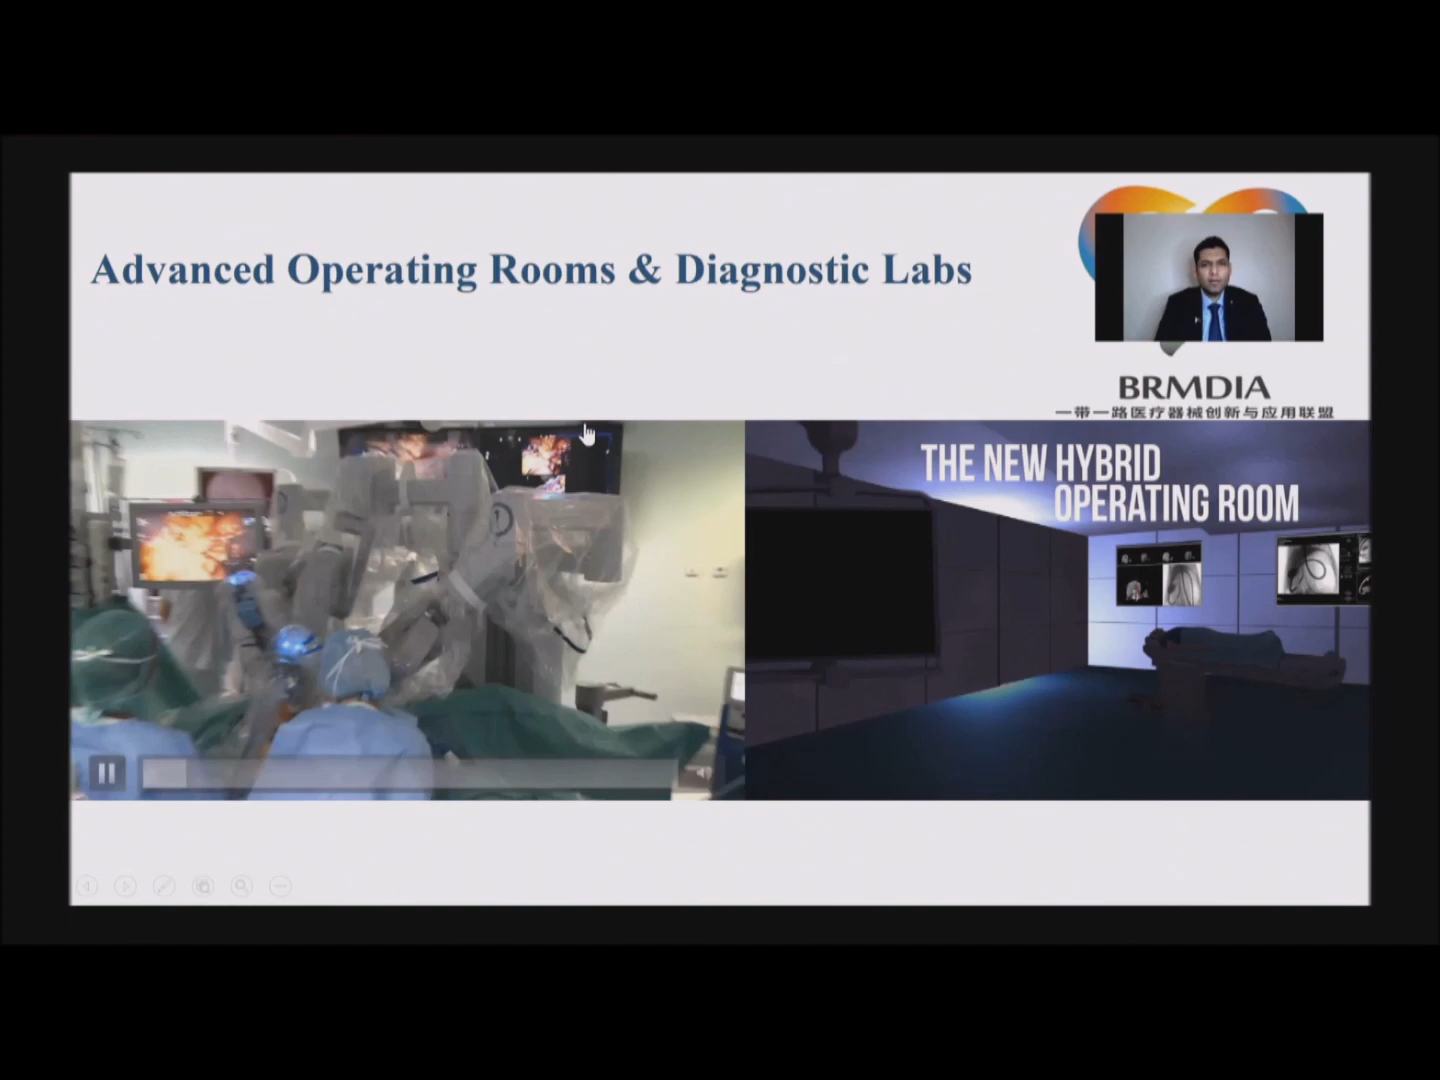 Advanced Operating Rooms & Diagnostic Labs
BRMDIA
一带一路医疗器械创新与应用联盟
THE NEW HYBRID
OPERATING ROOM